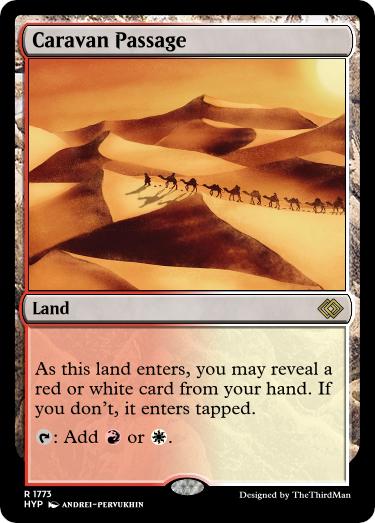 Caravan Passage
Land
As this land enters, you may reveal a
red or white card from your hand. If
you don't, it enters tapped.
: Add or .
R 1773
HYP ANDREI-PERVUKHIN
Designed by TheThirdMan